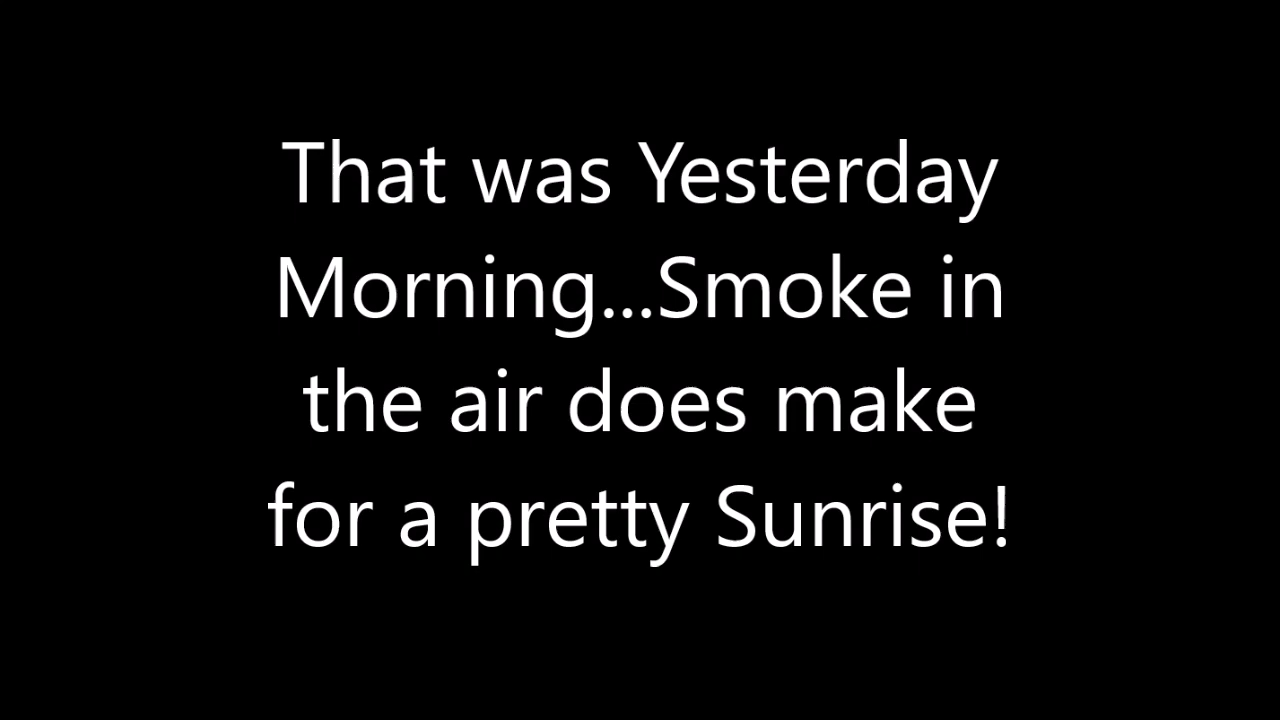 That was Yesterday
Morning...Smoke in
the air does make
for a pretty Sunrise!